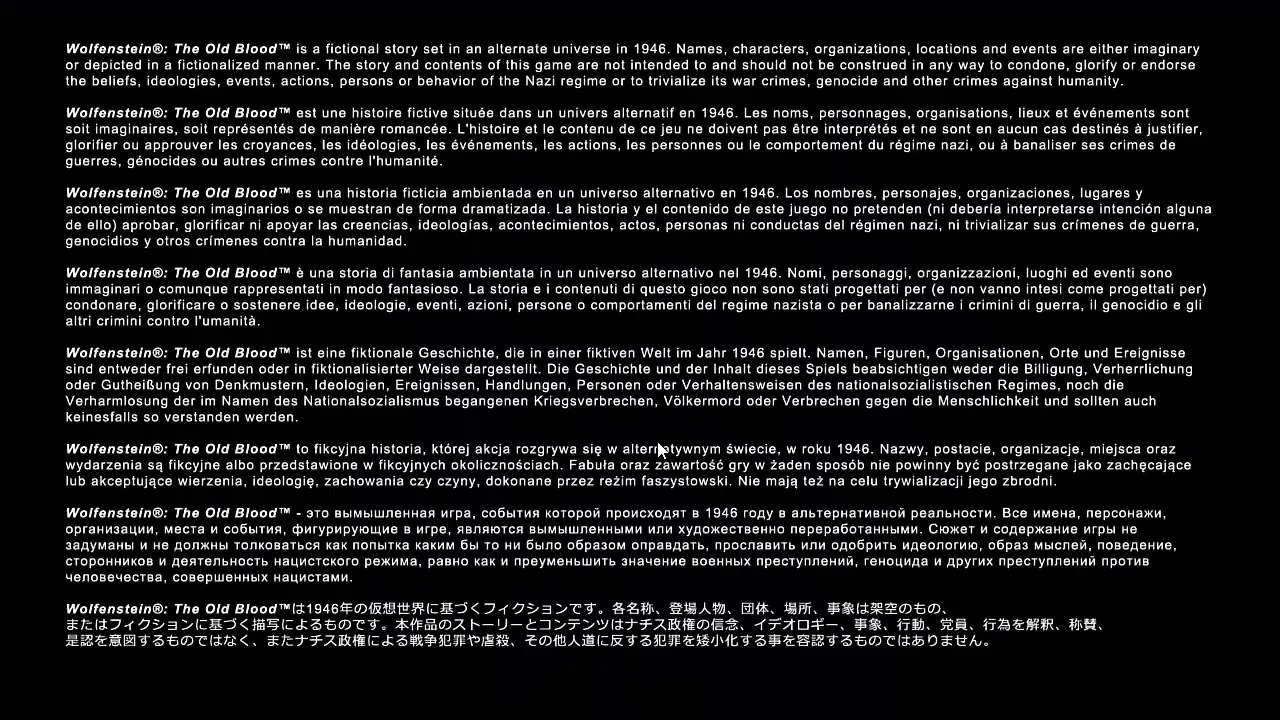 Wolfenstein®: The Old Blood™ is a fictional story set in an alternate universe in 1946. Names, characters, organizations, locations and events are either imaginary
or depicted in a fictionalized manner. The story and contents of this game are not intended to and should not be construed in any way to condone, glorify or endorse
the beliefs, ideologies, events, actions, persons or behavior of the Nazi regime or to trivialize its war crimes, genocide and other crimes against humanity.
Wolfenstein®: The Old Blood™ est une histoire fictive située dans un univers alternatif en 1946. Les noms, personnages, organisations, lieux et événements sont
soit imaginaires, soit représentés de manière romancée. L'histoire et le contenu de ce jeu ne doivent pas être interprétés et ne sont en aucun cas destinés à justifier,
glorifier ou approuver les croyances, les idéologies, les événements, les actions, les personnes ou le comportement du régime nazi, ou à banaliser ses crimes de
guerres, génocides ou autres crimes contre l'humanité.
Wolfenstein®: The Old Blood™ es una historia ficticia ambientada en un universo alternativo en 1946. Los nombres, personajes, organizaciones, lugares y
acontecimientos son imaginarios o se muestran de forma dramatizada. La historia y el contenido de este juego no pretenden (ni debería interpretarse intención alguna
de ello) aprobar, glorificar ni apoyar las creencias, ideologías, acontecimientos, actos, personas ni conductas del régimen nazi, ni trivializar sus crímenes de guerra,
genocidios y otros crímenes contra la humanidad.
Wolfenstein®: The Old Blood™ è una storia di fantasia ambientata in un universo alternativo nel 1946. Nomi, personaggi, organizzazioni, luoghi ed eventi sono
immaginari o comunque rappresentati in modo fantasioso. La storia e i contenuti di questo gioco non sono stati progettati per (e non vanno intesi come progettati per)
condonare, glorificare o sostenere idee, ideologie, eventi, azioni, persone o comportamenti del regime nazista o per banalizzarne i crimini di guerra, il genocidio e gli
altri crimini contro l'umanità.
Wolfenstein®: The Old Blood™ ist eine fiktionale Geschichte, die in einer fiktiven Welt im Jahr 1946 spielt. Namen, Figuren, Organisationen, Orte und Ereignisse
sind entweder frei erfunden oder in fiktionalisierter Weise dargestellt. Die Geschichte und der Inhalt dieses Spiels beabsichtigen weder die Billigung, Verherrlichung
oder Gutheißung von Denkmustern, Ideologien, Ereignissen, Handlungen, Personen oder Verhaltensweisen des nationalsozialistischen Regimes, noch die
Verharmlosung der im Namen des Nationalsozialismus begangenen Kriegsverbrechen, Völkermord oder Verbrechen gegen die Menschlichkeit und sollten auch
keinesfalls so verstanden werden.
Wolfenstein®: The Old Blood™ to fikcyjna historia, której akcja rozgrywa się w alternatywnym świecie, w roku 1946. Nazwy, postacie, organizacje, miejsca oraz
wydarzenia są fikcyjne albo przedstawione w fikcyjnych okolicznościach. Fabuła oraz zawartość gry w żaden sposób nie powinny być postrzegane jako zachęcające
lub akceptujące wierzenia, ideologię, zachowania czy czyny, dokonane przez reżim faszystowski. Nie mają też na celu trywializacji jego zbrodni.
Wolfenstein®: The Old Blood™ - это вымышленная игра, события которой происходят в 1946 году в альтернативной реальности. Все имена, персонажи,
организации, места и события, фигурирующие в игре, являются вымышленными или художественно переработанными. Сюжет и содержание игры не
задуманы и не должны толковаться как попытка каким бы то ни было образом оправдать, прославить или одобрить идеологию, образ мыслей, поведение,
сторонников и деятельность нацистского режима, равно как и преуменьшить значение военных преступлений, геноцида и других преступлений против
человечества, совершенных нацистами.
Wolfenstein®: The Old Blood™は1946年の仮想世界に基づくフィクションです。各名称、登場人物、団体、場所、事象は架空のもの、
またはフィクションに基づく描写によるものです。本作品のストーリーとコンテンツはナチス政権の信念、イデオロギー、事象、行動、党員、行為を解釈、称賛、
是認を意図するものではなく、またナチス政権による戦争犯罪や虐殺、その他人道に反する犯罪を矮小化する事を容認するものではありません。